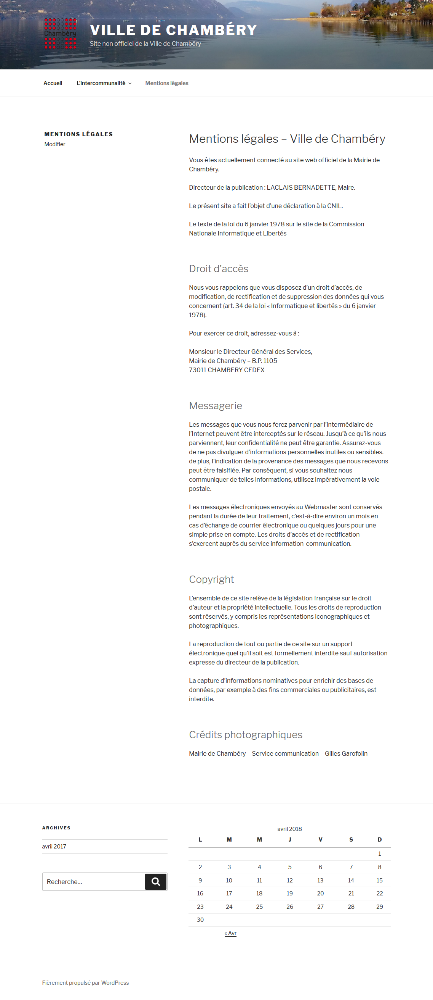 Chambéry
VILLE DE CHAMBÉRY
Site non officiel de la Ville de Chambéry
Accueil
L’intercommunalité
Mentions légales
MENTIONS LÉGALES
Modifier
Mentions légales – Ville de Chambéry
Vous êtes actuellement connecté au site web officiel de la Mairie de
Chambéry.
Directeur de la publication : LACLAIS BERNADETTE, Maire.
Le présent site a fait l’objet d’une déclaration à la CNIL.
Le texte de la loi du 6 janvier 1978 sur le site de la Commission
Nationale Informatique et Libertés
Droit d’accès
Nous vous rappelons que vous disposez d’un droit d’accès, de
modification, de rectification et de suppression des données qui vous
concernent (art. 34 de la loi « Informatique et libertés » du 6 janvier
1978).
Pour exercer ce droit, adressez-vous à :
Monsieur le Directeur Général des Services,
Mairie de Chambéry – B.P. 1105
73011 CHAMBERY CEDEX
Messagerie
Les messages que vous nous ferez parvenir par l’intermédiaire de
l’Internet peuvent être interceptés sur le réseau. Jusqu’à ce qu’ils nous
parviennent, leur confidentialité ne peut être garantie. Assurez-vous
de ne pas divulguer d’informations personnelles inutiles ou sensibles.
de plus, l’indication de la provenance des messages que nous recevons
peut être falsifiée. Par conséquent, si vous souhaitez nous
communiquer de telles informations, utilisez impérativement la voie
postale.
Les messages électroniques envoyés au Webmaster sont conservés
pendant la durée de leur traitement, c’est-à-dire environ un mois en
cas d’échange de courrier électronique ou quelques jours pour une
simple prise en compte. Les droits d’accès et de rectification
s’exercent auprès du service information-communication.
Copyright
L’ensemble de ce site relève de la législation française sur le droit
d’auteur et la propriété intellectuelle. Tous les droits de reproduction
sont réservés, y compris les représentations iconographiques et
photographiques.
La reproduction de tout ou partie de ce site sur un support
électronique quel qu’il soit est formellement interdite sauf autorisation
expresse du directeur de la publication.
La capture d’informations nominatives pour enrichir des bases de
données, par exemple à des fins commerciales ou publicitaires, est
interdite.
Crédits photographiques
Mairie de Chambéry – Service communication – Gilles Garofolin
ARCHIVES
avril 2017
Recherche…
avril 2018
L M M J V S D
1
2 3 4 5 6 7 8
9 10 11 12 13 14 15
16 17 18 19 20 21 22
23 24 25 26 27 28 29
30
« Avr
Fièrement propulsé par WordPress